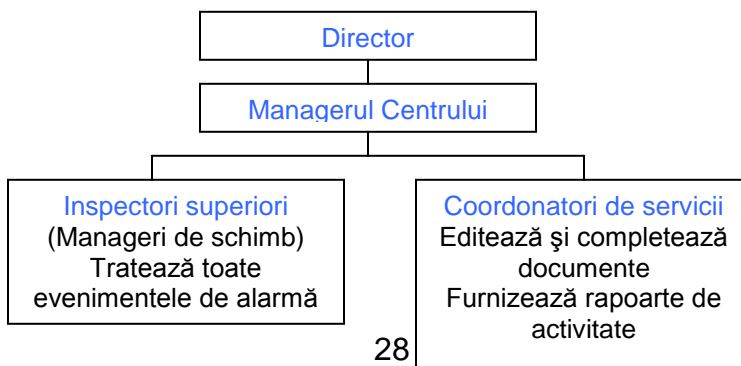 Director
Managerul Centrului
Inspectori superiori
(Manageri de schimb)
Tratează toate
evenimentele de alarmă
Coordonatori de servicii
Editează şi completează
documente
Furnizează rapoarte de
activitate
28